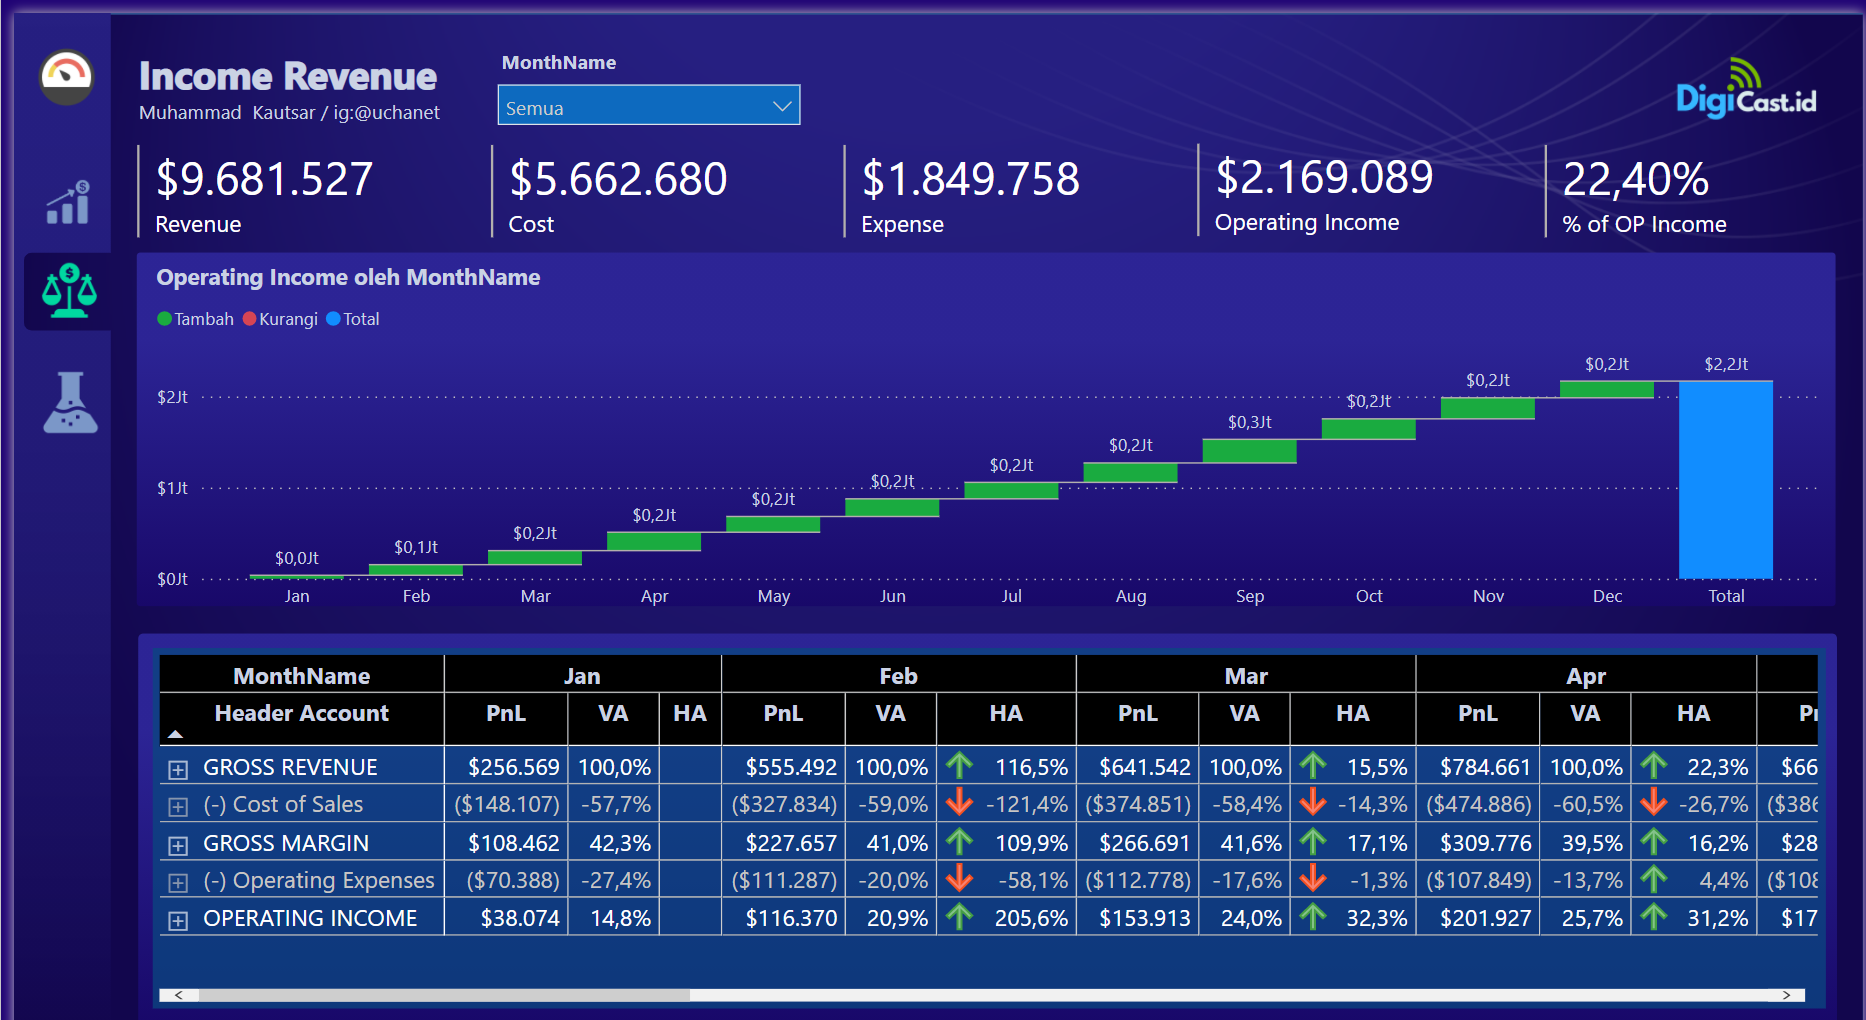 Income Revenue
Muhammad Kautsar / ig:@uchanet
MonthName
Semua
DigiCast.id
$9.681.527
Revenue
$5.662.680
Cost
$1.849.758
Expense
$2.169.089
Operating Income
22,40%
% of OP Income
Operating Income oleh MonthName
Tambah Kurangi Total
$2Jt
$1Jt
$0Jt
$0,0Jt
$0,1Jt
$0,2Jt
$0,2Jt
$0,2Jt
$0,2Jt
$0,2Jt
$0,2Jt
$0,3Jt
$0,2Jt
$0,2Jt
$0,2Jt
$2,2Jt
Jan Feb Mar Apr May Jun Jul Aug Sep Oct Nov Dec Total
MonthName Jan Feb Mar Apr
Header Account PnL VA HA PnL VA HA PnL VA HA PnL VA HA
GROSS REVENUE $256.569 100,0% $555.492 100,0% 116,5% $641.542 100,0% 15,5% $784.661 100,0% 22,3% $66
(-) Cost of Sales ($148.107) -57,7% ($327.834) -59,0% -121,4% ($374.851) -58,4% -14,3% ($474.886) -60,5% -26,7% ($386
GROSS MARGIN $108.462 42,3% $227.657 41,0% 109,9% $266.691 41,6% 17,1% $309.776 39,5% 16,2% $28
(-) Operating Expenses ($70.388) -27,4% ($111.287) -20,0% -58,1% ($112.778) -17,6% -1,3% ($107.849) -13,7% 4,4% ($108
OPERATING INCOME $38.074 14,8% $116.370 20,9% 205,6% $153.913 24,0% 32,3% $201.927 25,7% 31,2% $17